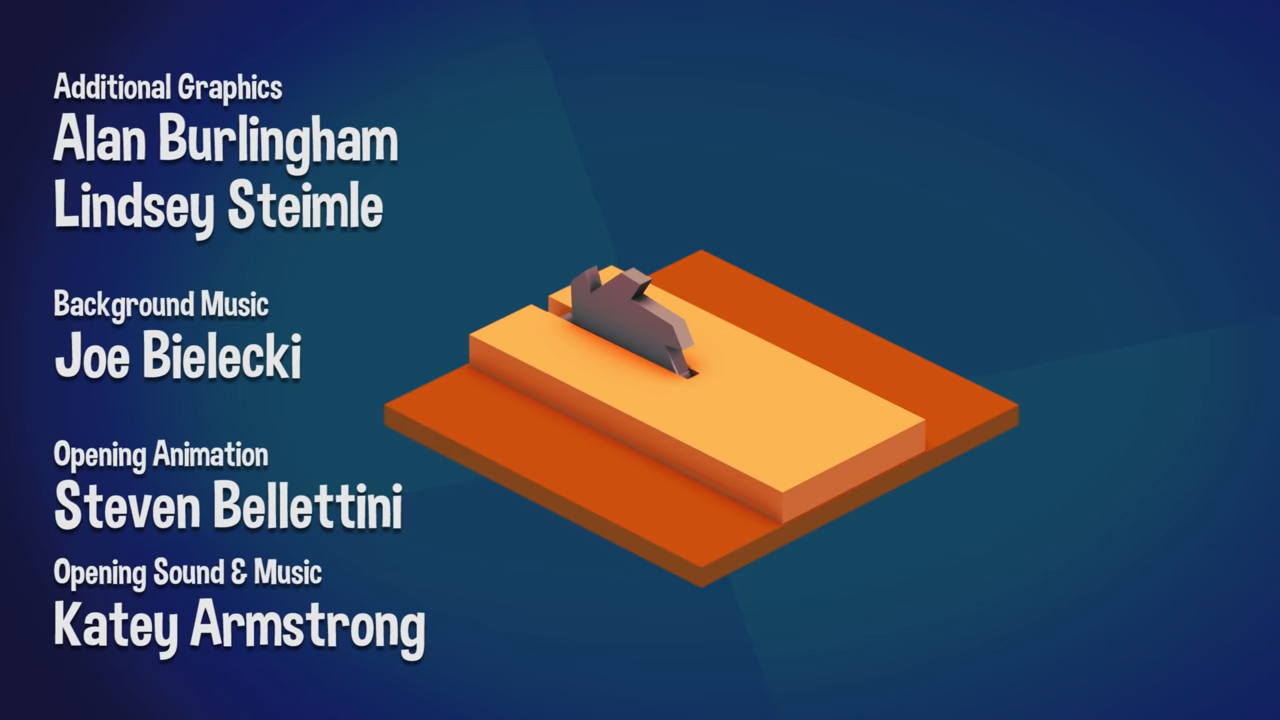 Additional Graphics
Alan Burlingham
Lindsey Steimle
Background Music
Joe Bielecki
Opening Animation
Steven Bellettini
Opening Sound & Music
Katey Armstrong